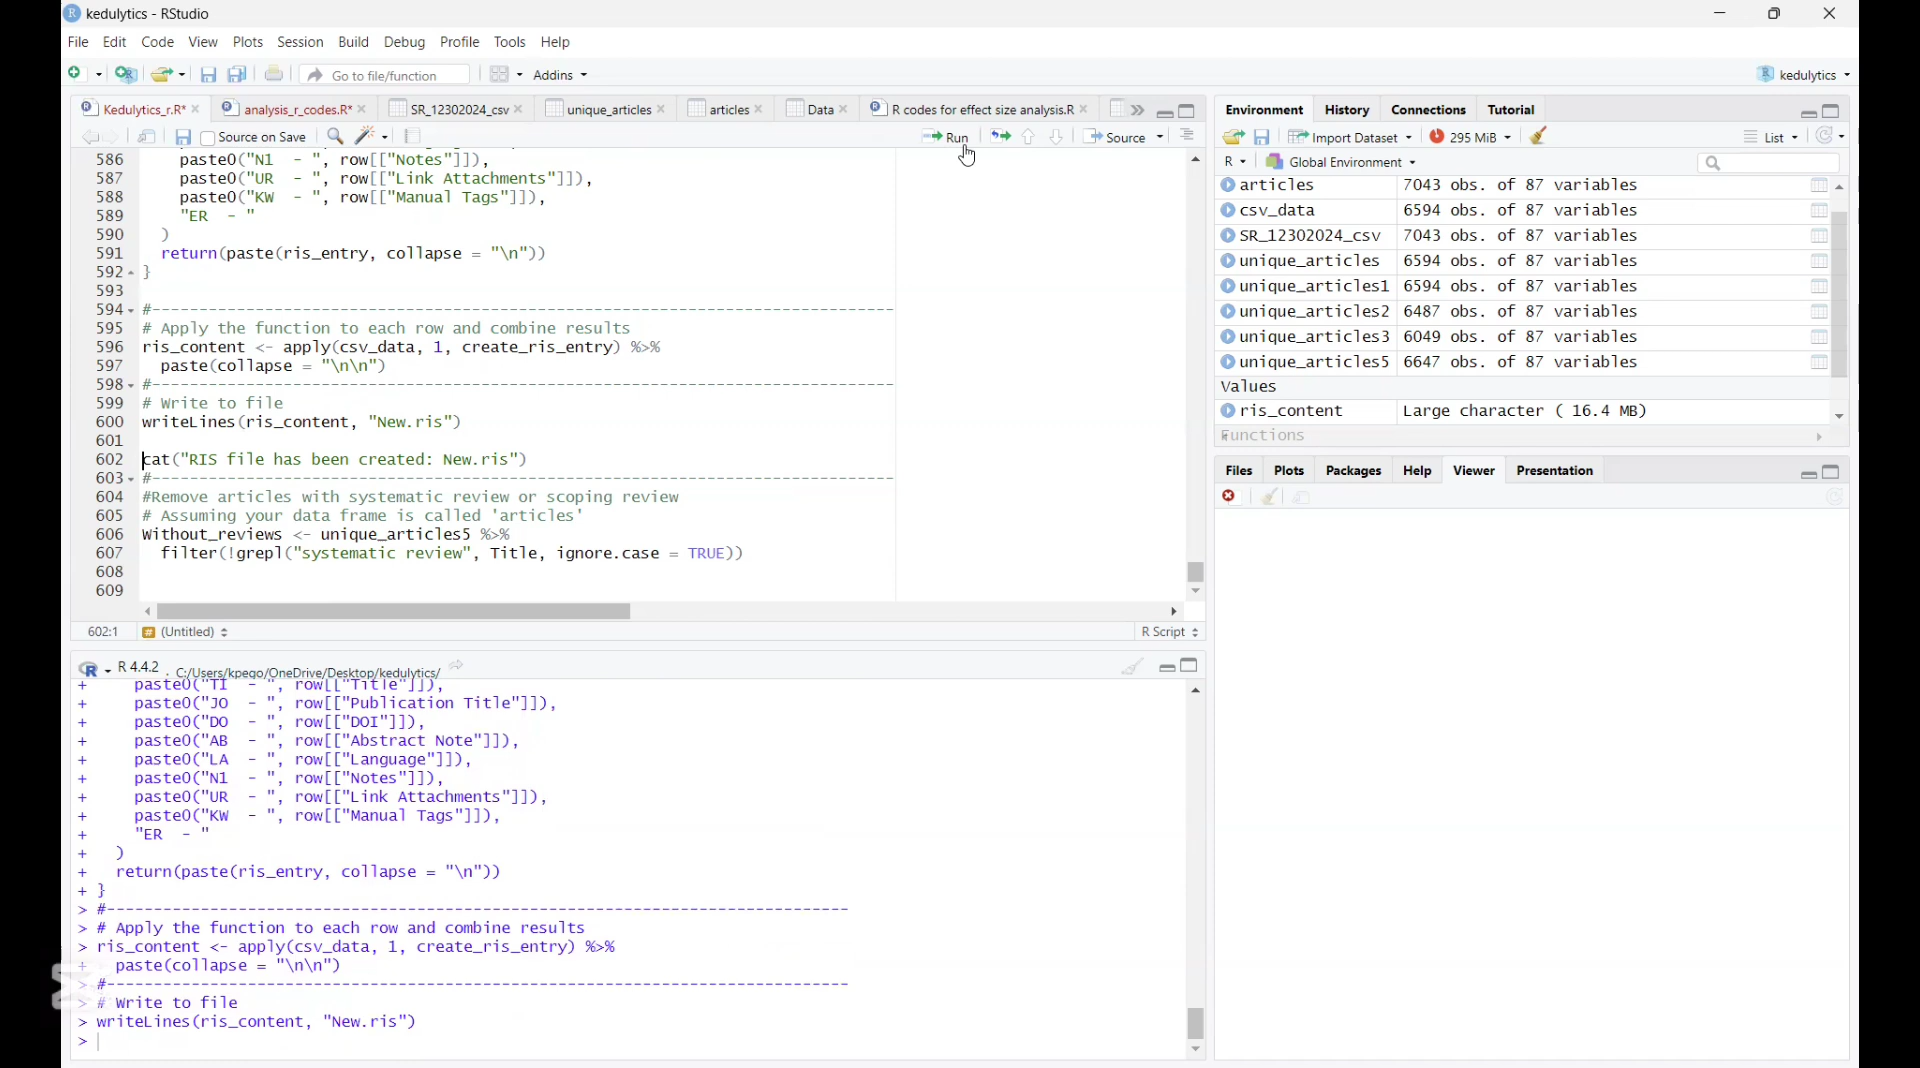 kedulytics - RStudio
File Edit Code View Plots Session Build Debug Profile Tools Help
Go to file/function Addins kedulytics
Kedulytics_r.R* analysis_r_codes.R* SR_12302024_csv unique_articles articles Data R codes for effect size analysis.R
Source on Save Run Source
586 paste0("N1  - ", row[["Notes"]]),
587 paste0("UR  - ", row[["Link Attachments"]]),
588 paste0("KW  - ", row[["Manual Tags"]]),
589 "ER  - "
590 )
591 return(paste(ris_entry, collapse = "\n"))
592 }
593
594 #--------------------------------------------------------------------------------
595 # Apply the function to each row and combine results
596 ris_content <- apply(csv_data, 1, create_ris_entry) %>%
597 paste(collapse = "\n\n")
598 #--------------------------------------------------------------------------------
599 # Write to file
600 writeLines(ris_content, "New.ris")
601
602 cat("RIS file has been created: New.ris")
603 #--------------------------------------------------------------------------------
604 #Remove articles with systematic review or scoping review
605 # Assuming your data frame is called 'articles'
606 Without_reviews <- unique_articles5 %>%
607 filter(!grepl("systematic review", Title, ignore.case = TRUE))
608
609
602:1 # (Untitled) R Script
R 4.4.2 . C:/Users/kpego/OneDrive/Desktop/kedulytics/
+ paste0("TI  - ", row[["Title"]]),
+ paste0("JO  - ", row[["Publication Title"]]),
+ paste0("DO  - ", row[["DOI"]]),
+ paste0("AB  - ", row[["Abstract Note"]]),
+ paste0("LA  - ", row[["Language"]]),
+ paste0("N1  - ", row[["Notes"]]),
+ paste0("UR  - ", row[["Link Attachments"]]),
+ paste0("KW  - ", row[["Manual Tags"]]),
+ "ER  - "
+ )
+ return(paste(ris_entry, collapse = "\n"))
+ }
> #--------------------------------------------------------------------------------
> # Apply the function to each row and combine results
> ris_content <- apply(csv_data, 1, create_ris_entry) %>%
+ paste(collapse = "\n\n")
> #--------------------------------------------------------------------------------
> # Write to file
> writeLines(ris_content, "New.ris")
>
Environment History Connections Tutorial
Import Dataset 295 MiB List
R Global Environment
articles 7043 obs. of 87 variables
csv_data 6594 obs. of 87 variables
SR_12302024_csv 7043 obs. of 87 variables
unique_articles 6594 obs. of 87 variables
unique_articles1 6594 obs. of 87 variables
unique_articles2 6487 obs. of 87 variables
unique_articles3 6049 obs. of 87 variables
unique_articles5 6647 obs. of 87 variables
Values
ris_content Large character ( 16.4 MB)
Functions
Files Plots Packages Help Viewer Presentation